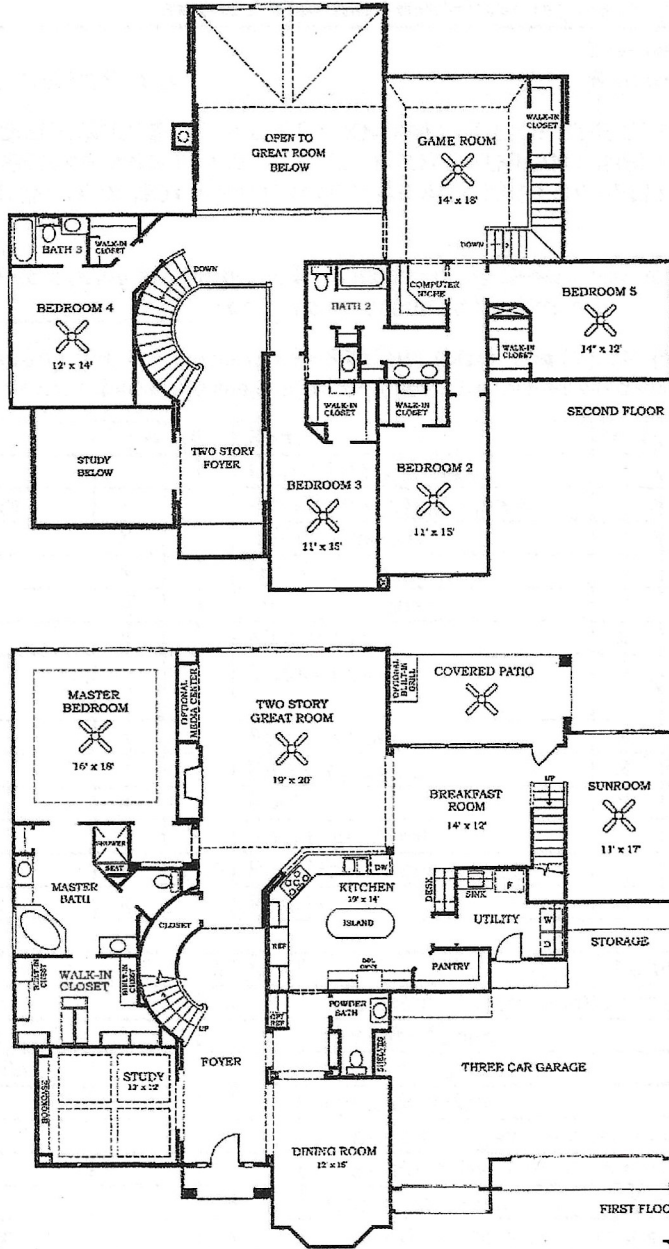 OPEN TO
GREAT ROOM
BELOW
GAME ROOM
14' x 18'
WALK-IN
CLOSET
DOWN
BATH 3
WALK-IN
CLOSET
DOWN
BEDROOM 4
12' x 14'
BATH 2
COMPUTER
NICHE
BEDROOM 5
14" x 12'
WALK-IN
CLOSET
SECOND FLOOR
WALK-IN
CLOSET
WALK-IN
CLOSET
STUDY
BELOW
TWO STORY
FOYER
BEDROOM 3
11' x 15'
BEDROOM 2
11' x 15'
MASTER
BEDROOM
16' x 18'
OPTIONAL
MEDIA CENTER
TWO STORY
GREAT ROOM
19' x 20'
OPTIONAL
BUILT-IN
GRILL
COVERED PATIO
BREAKFAST
ROOM
14' x 12'
UP
SUNROOM
11' x 17'
SHOWER
SEAT
MASTER
BATH
CLOSET
DW
KITCHEN
19' x 14'
ISLAND
REF
DESK
SINK
F
UTILITY
W
D
STORAGE
PANTRY
BUILT-IN
CHEST
WALK-IN
CLOSET
BUILT-IN
CHEST
UP
OPT
REF
POWDER
BATH
SHELVES
THREE CAR GARAGE
FOYER
BOOKCASE
STUDY
DINING ROOM
12' x 15'
FIRST FLOO